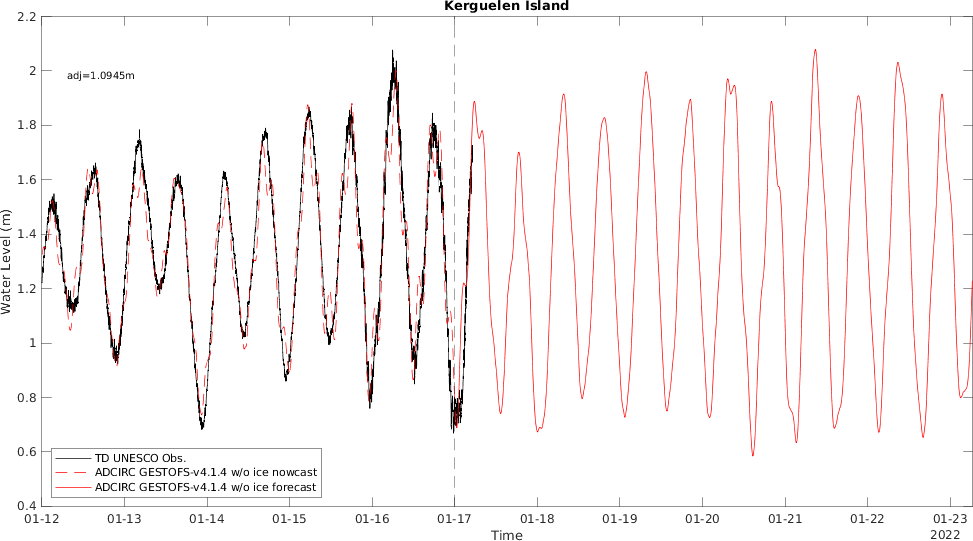 Kerguelen Island
2.2
2
1.8
1.6
1.4
1.2
1
0.8
0.6
0.4
Water Level (m)
adj=1.0945m
TD UNESCO Obs.
ADCIRC GESTOFS-v4.1.4 w/o ice nowcast
ADCIRC GESTOFS-v4.1.4 w/o ice forecast
01-12 01-13 01-14 01-15 01-16 01-17 01-18 01-19 01-20 01-21 01-22 01-23
Time
2022